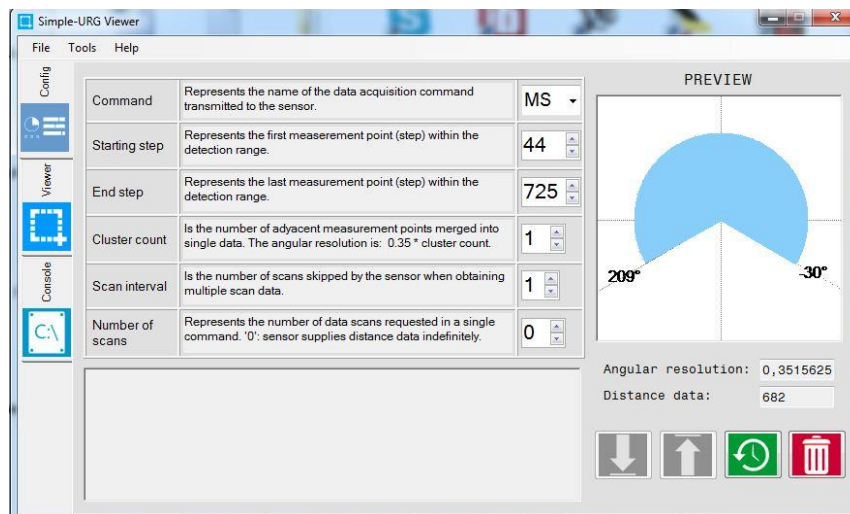 Simple-URG Viewer
File Tools Help
Config
Viewer
Console
C:\
Command
Represents the name of the data acquisition command
transmitted to the sensor.
MS
Starting step
Represents the first measerement point (step) within the
detection range.
44
End step
Represents the last measurement point (step) within the
detection range.
725
Cluster count
Is the number of adyacent measurement points merged into
single data. The angular resolution is: 0.35 * cluster count.
1
Scan interval
Is the number of scans skipped by the sensor when obtaining
multiple scan data.
1
Number of
scans
Represents the number of data scans requested in a single
command. '0': sensor supplies distance data indefinitely.
0
PREVIEW
209°
-30°
Angular resolution: 0,3515625
Distance data: 682